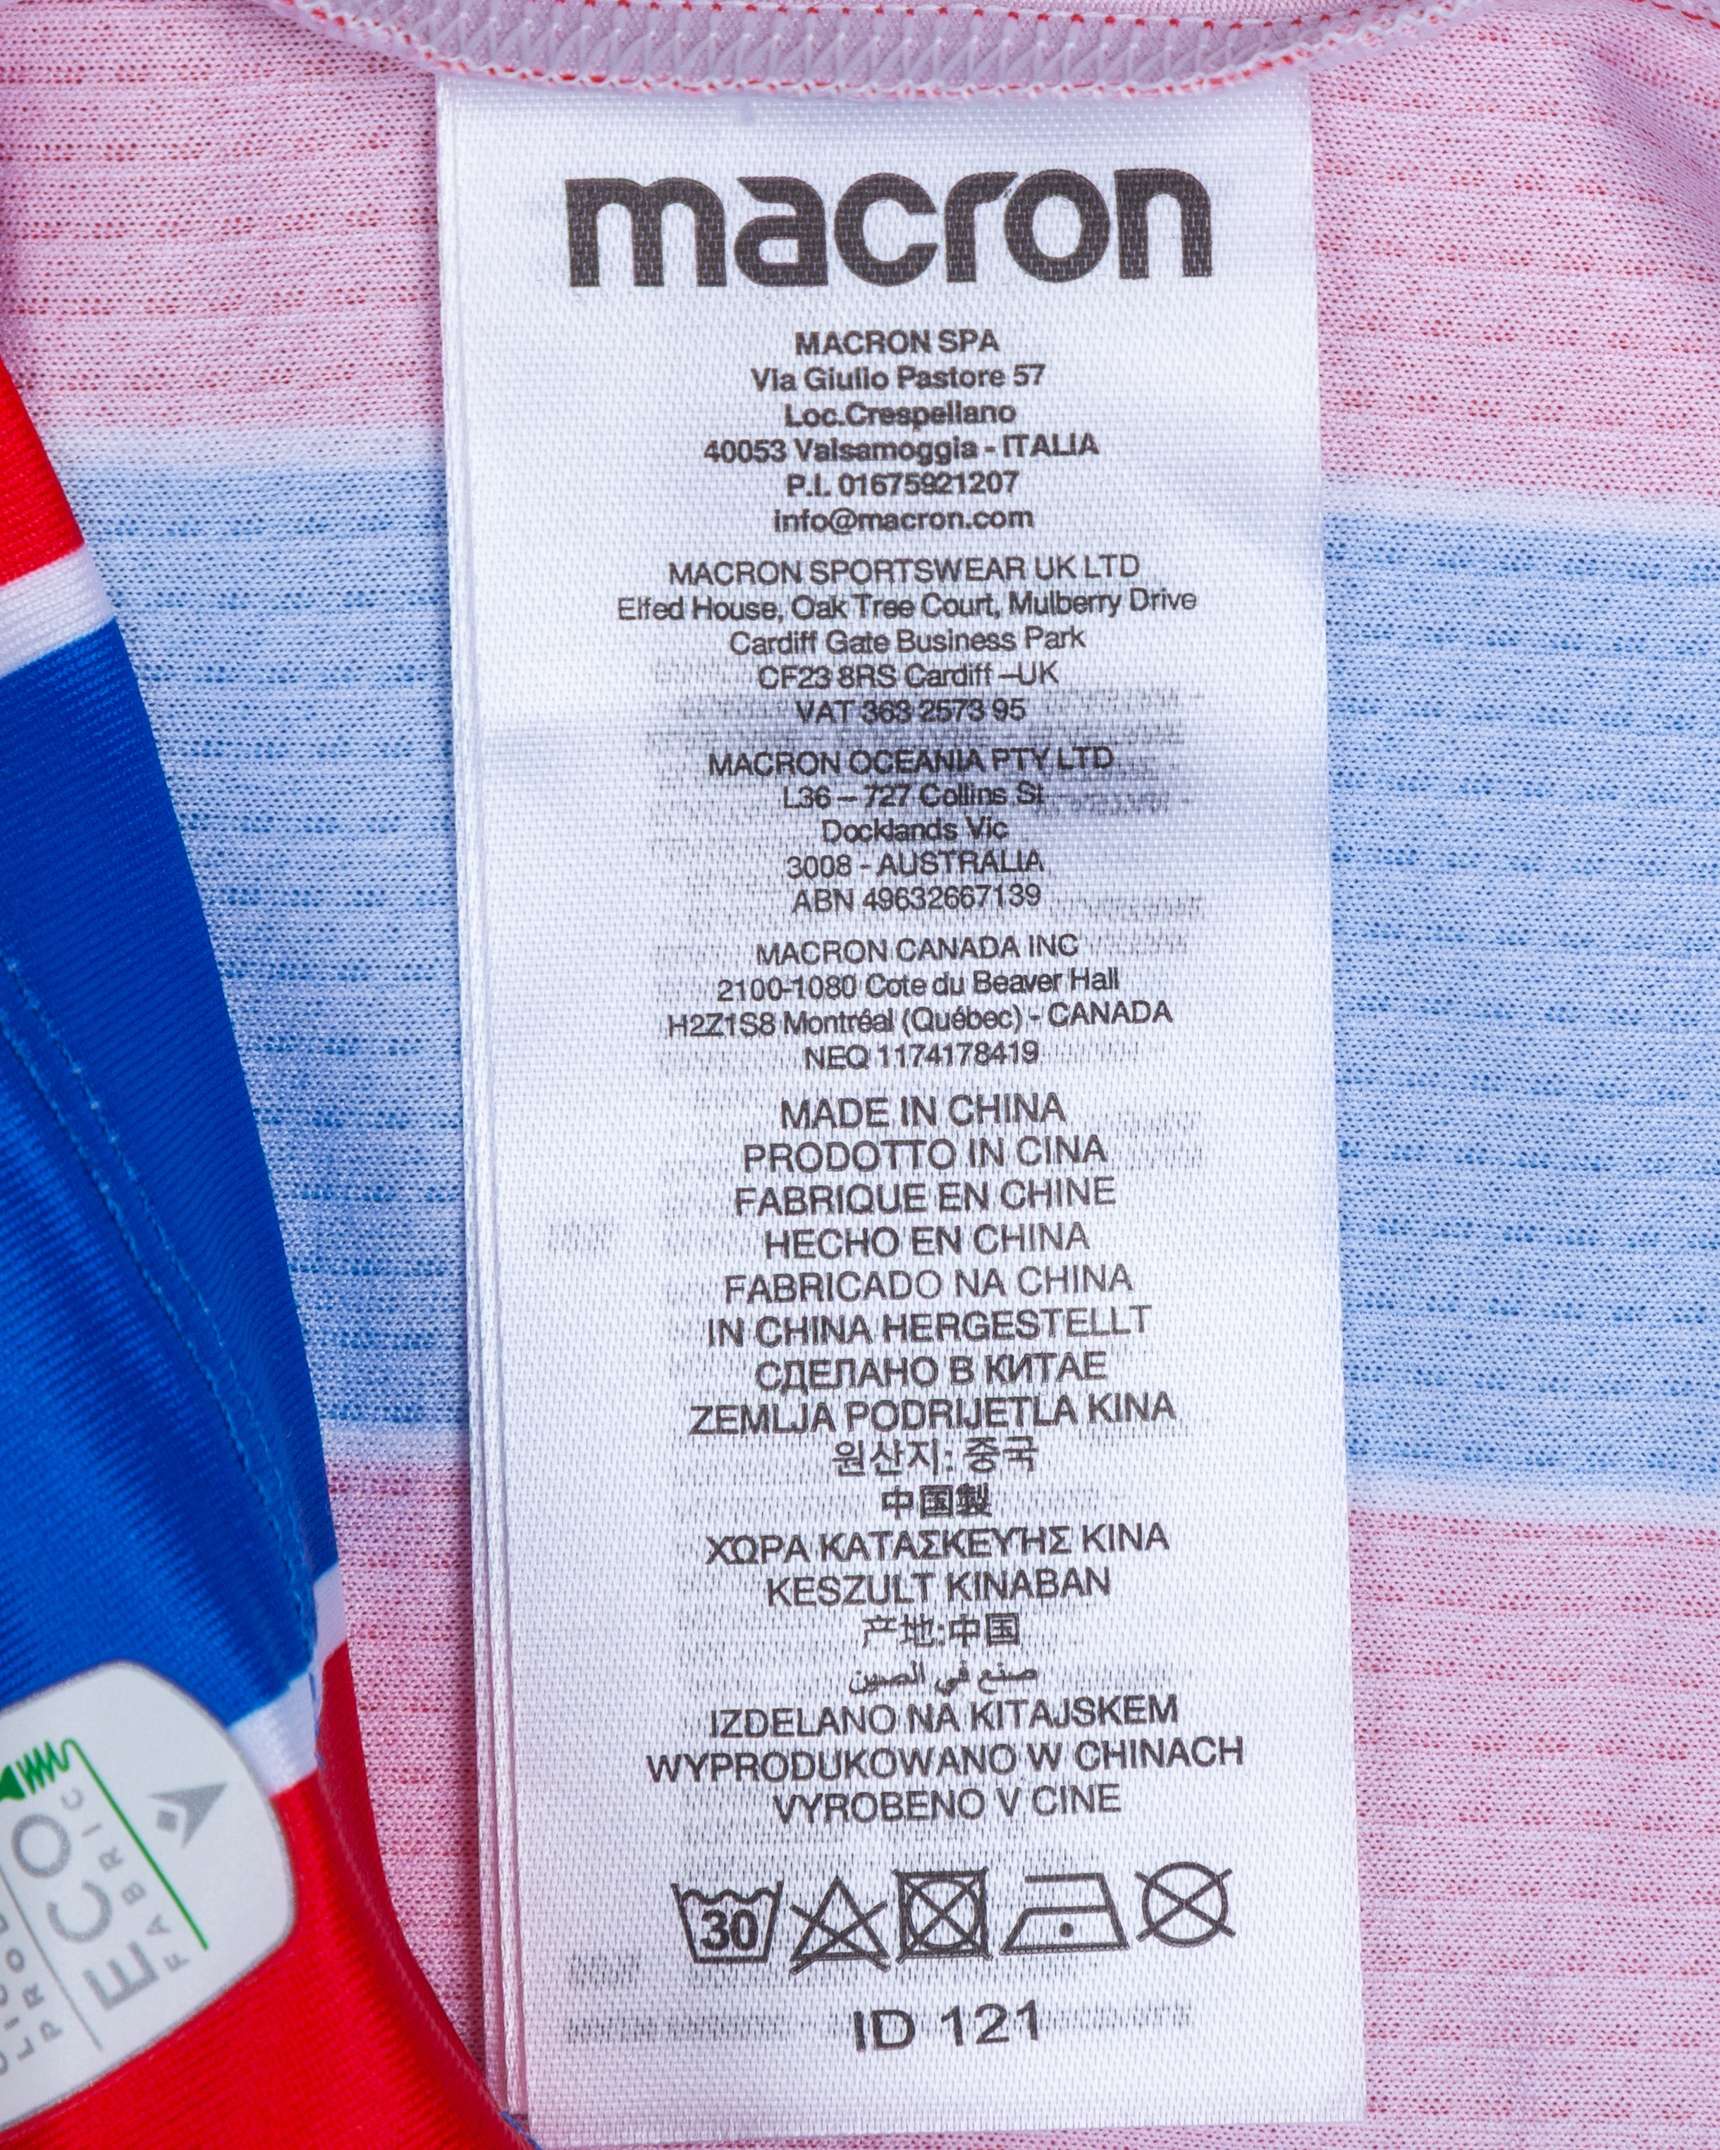 macron
MACRON SPA
Via Giulio Pastore 57
Loc.Crespellano
40053 Valsamoggia - ITALIA
P.I. 01675921207
info@macron.com
MACRON SPORTSWEAR UK LTD
Elfed House, Oak Tree Court, Mulberry Drive
Cardiff Gate Business Park
CF23 8RS Cardiff –UK
VAT 363 2573 95
MACRON OCEANIA PTY LTD
L36 – 727 Collins St
Docklands Vic
3008 - AUSTRALIA
ABN 49632667139
MACRON CANADA INC
2100-1080 Cote du Beaver Hall
H2Z1S8 Montréal (Québec) - CANADA
NEQ 1174178419
MADE IN CHINA
PRODOTTO IN CINA
FABRIQUE EN CHINE
HECHO EN CHINA
FABRICADO NA CHINA
IN CHINA HERGESTELLT
СДЕЛАНО В КИТАЕ
ZEMLJA PODRIJETLA KINA
원산지: 중국
中国製
ΧΏΡΑ ΚΑΤΑΣΚΕΥΉΣ ΚΙΝΑ
KESZULT KINABAN
产地:中国
صنع في الصين
IZDELANO NA KITAJSKEM
WYPRODUKOWANO W CHINACH
VYROBENO V CINE
30
ID 121
ECO
FABRIC